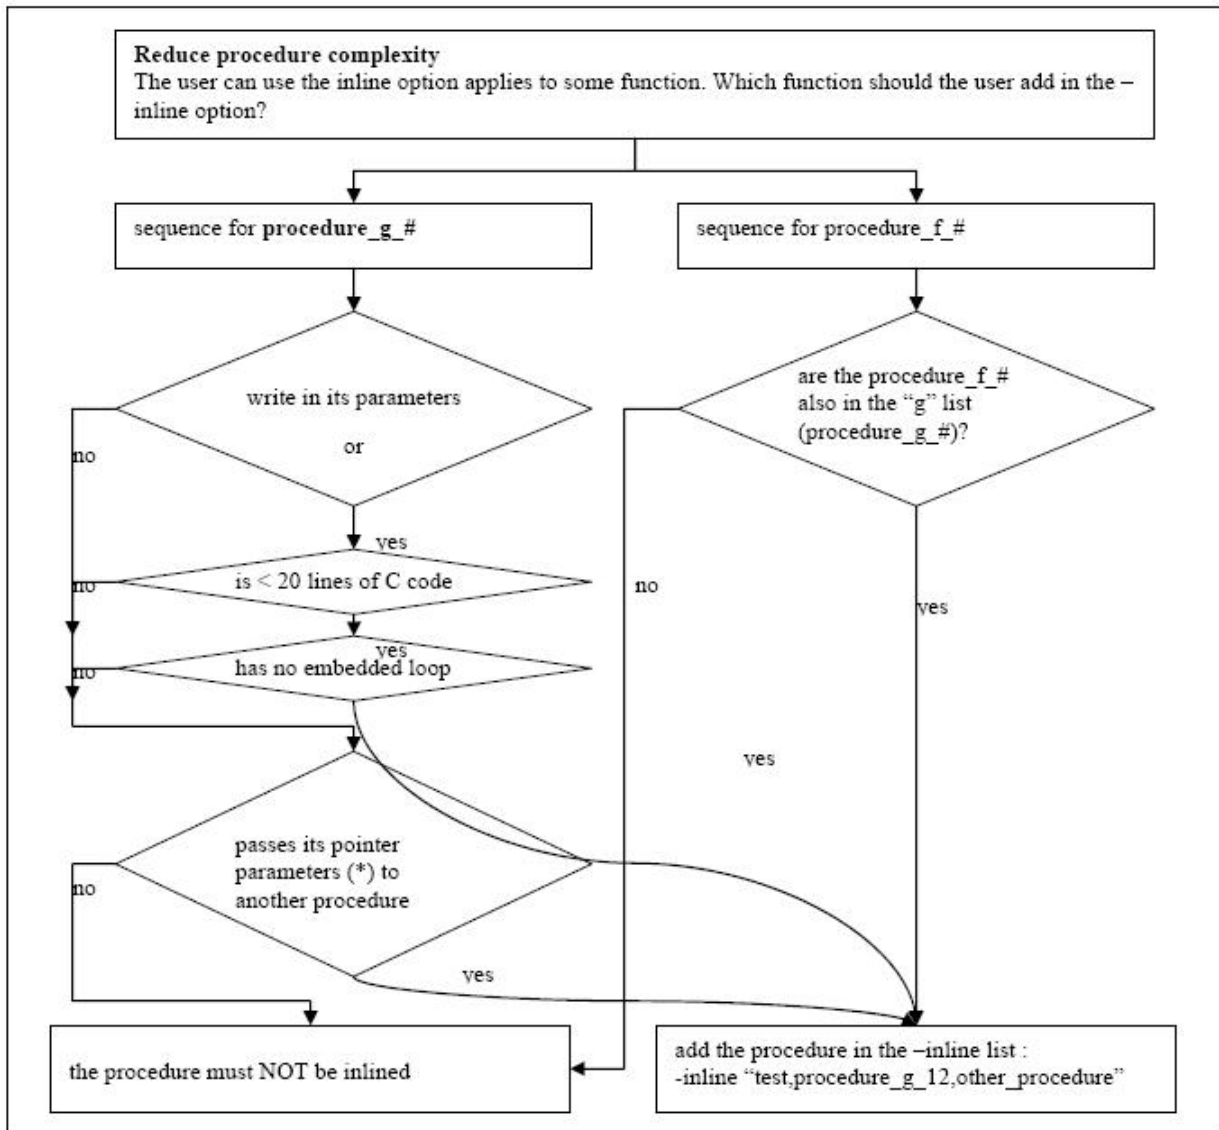 Reduce procedure complexity
The user can use the inline option applies to some function. Which function should the user add in the –
inline option?
sequence for procedure_g_#
sequence for procedure_f_#
write in its parameters
or
no
are the procedure_f_#
also in the “g” list
(procedure_g_#)?
yes
is < 20 lines of C code
no
no
yes
yes
has no embedded loop
no
yes
passes its pointer
parameters (*) to
another procedure
no
yes
the procedure must NOT be inlined
add the procedure in the –inline list :
-inline “test,procedure_g_12,other_procedure”